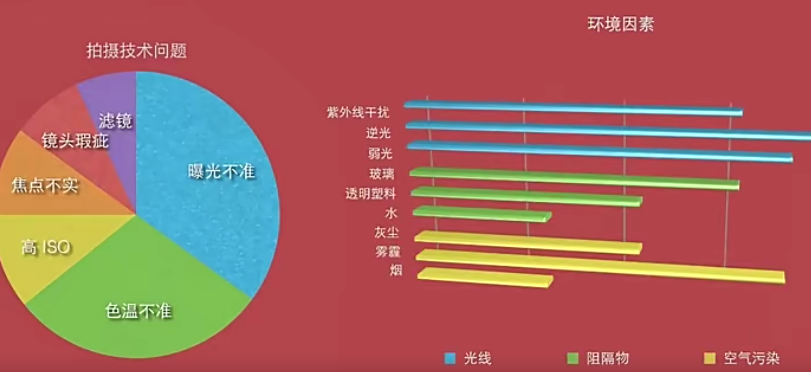 拍摄技术问题
滤镜
镜头瑕疵
曝光不准
焦点不实
高 ISO
色温不准
环境因素
紫外线干扰
逆光
弱光
玻璃
透明塑料
水
灰尘
雾霾
烟
光线
阻隔物
空气污染